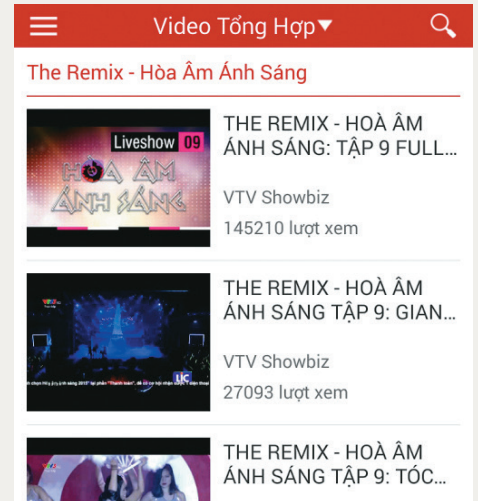 Video Tổng Hợp▼
The Remix - Hòa Âm Ánh Sáng
Liveshow 09
HÒA ÂM
ÁNH SÁNG
THE REMIX - HOÀ ÂM
ÁNH SÁNG: TẬP 9 FULL...
VTV Showbiz
145210 lượt xem
THE REMIX - HOÀ ÂM
ÁNH SÁNG TẬP 9: GIAN...
VTV Showbiz
27093 lượt xem
THE REMIX - HOÀ ÂM
ÁNH SÁNG TẬP 9: TÓC...